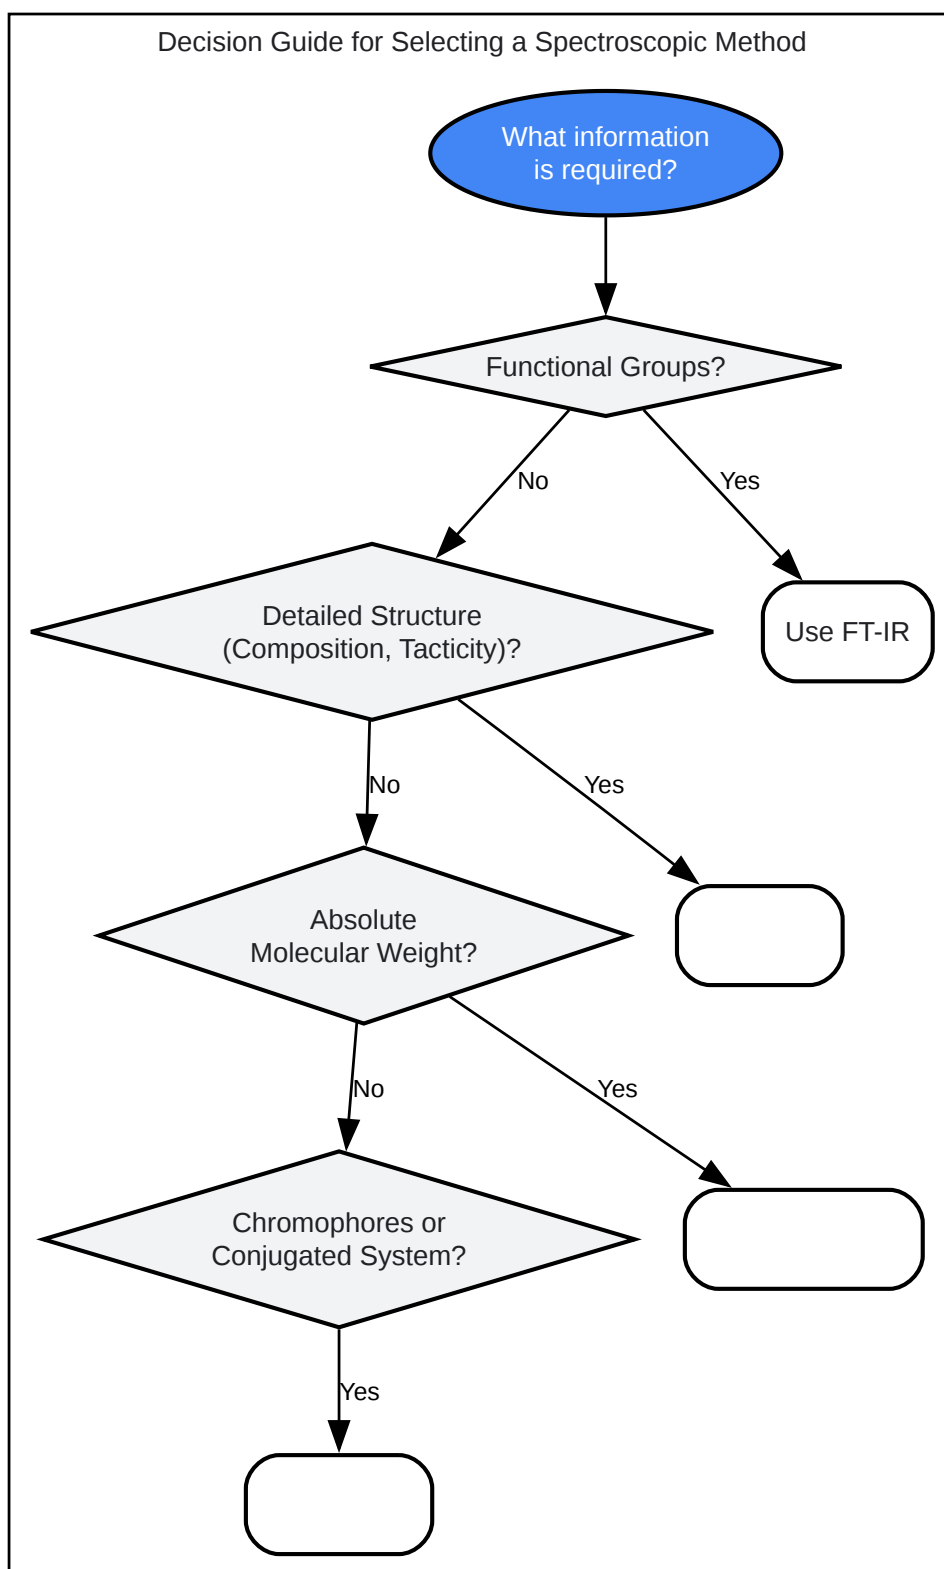 Decision Guide for Selecting a Spectroscopic Method
What information
is required?
Functional Groups?
No
Yes
Detailed Structure
(Composition, Tacticity)?
Use FT-IR
No
Yes
Absolute
Molecular Weight?
No
Yes
Chromophores or
Conjugated System?
Yes